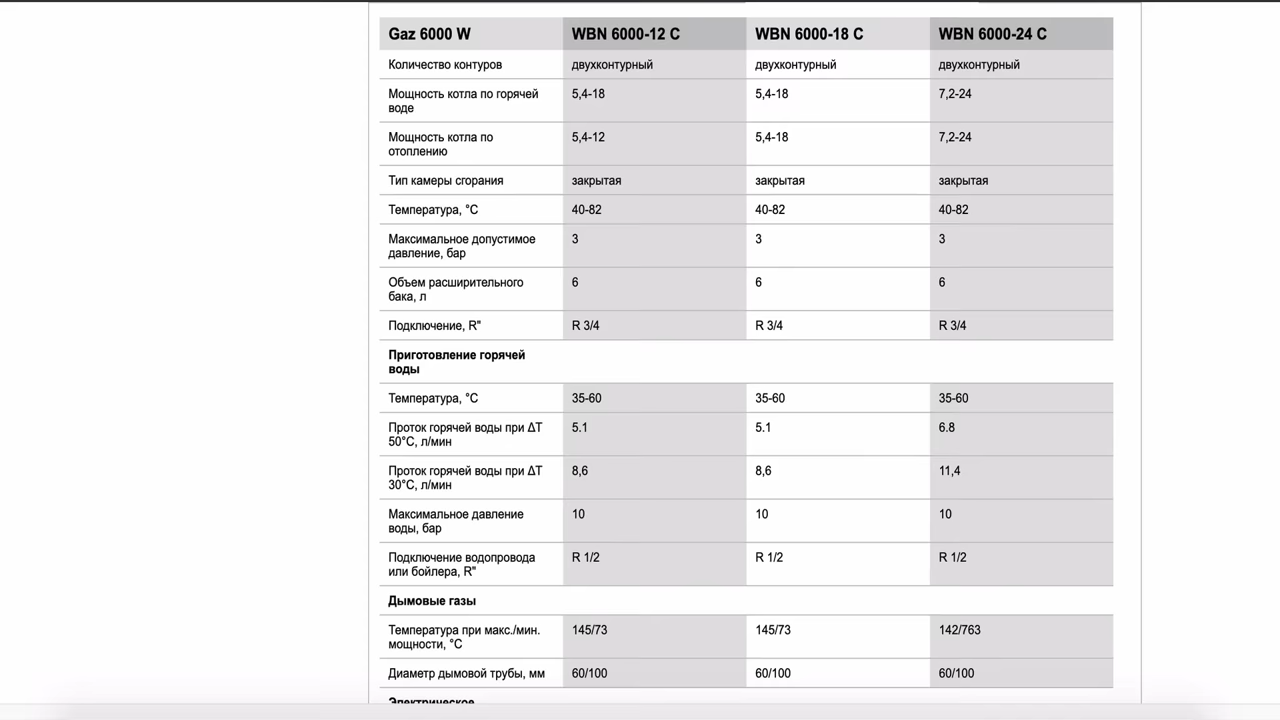 Gaz 6000 W WBN 6000-12 C WBN 6000-18 C WBN 6000-24 C
Количество контуров двухконтурный двухконтурный двухконтурный
Мощность котла по горячей 5,4-18 5,4-18 7,2-24
воде
Мощность котла по 5,4-12 5,4-18 7,2-24
отоплению
Тип камеры сгорания закрытая закрытая закрытая
Температура, °C 40-82 40-82 40-82
Максимальное допустимое 3 3 3
давление, бар
Объем расширительного 6 6 6
бака, л
Подключение, R" R 3/4 R 3/4 R 3/4
Приготовление горячей
воды
Температура, °C 35-60 35-60 35-60
Проток горячей воды при ΔT 5.1 5.1 6.8
50°C, л/мин
Проток горячей воды при ΔT 8,6 8,6 11,4
30°C, л/мин
Максимальное давление 10 10 10
воды, бар
Подключение водопровода R 1/2 R 1/2 R 1/2
или бойлера, R"
Дымовые газы
Температура при макс./мин. 145/73 145/73 142/763
мощности, °C
Диаметр дымовой трубы, мм 60/100 60/100 60/100
Электрическое